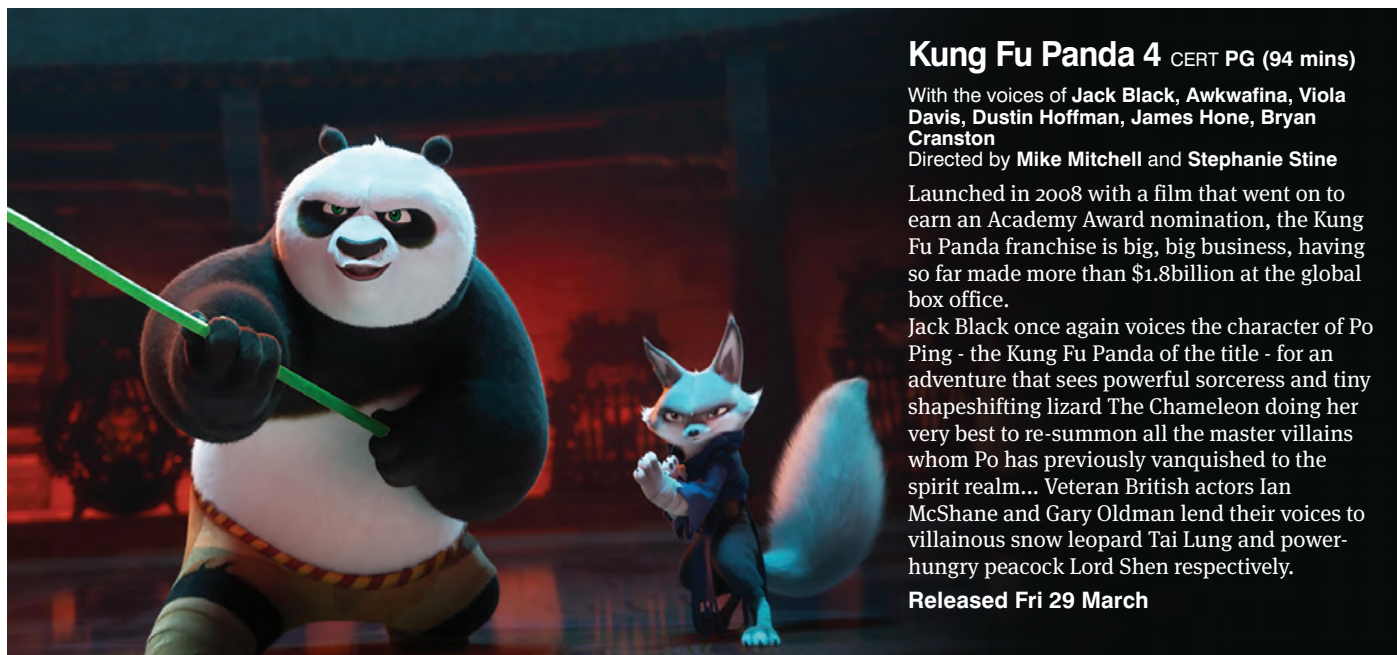 Kung Fu Panda 4 CERT PG (94 mins)
With the voices of Jack Black, Awkwafina, Viola
Davis, Dustin Hoffman, James Hone, Bryan
Cranston
Directed by Mike Mitchell and Stephanie Stine
Launched in 2008 with a film that went on to
earn an Academy Award nomination, the Kung
Fu Panda franchise is big, big business, having
so far made more than $1.8billion at the global
box office.
Jack Black once again voices the character of Po
Ping - the Kung Fu Panda of the title - for an
adventure that sees powerful sorceress and tiny
shapeshifting lizard The Chameleon doing her
very best to re-summon all the master villains
whom Po has previously vanquished to the
spirit realm... Veteran British actors Ian
McShane and Gary Oldman lend their voices to
villainous snow leopard Tai Lung and power-
hungry peacock Lord Shen respectively.
Released Fri 29 March